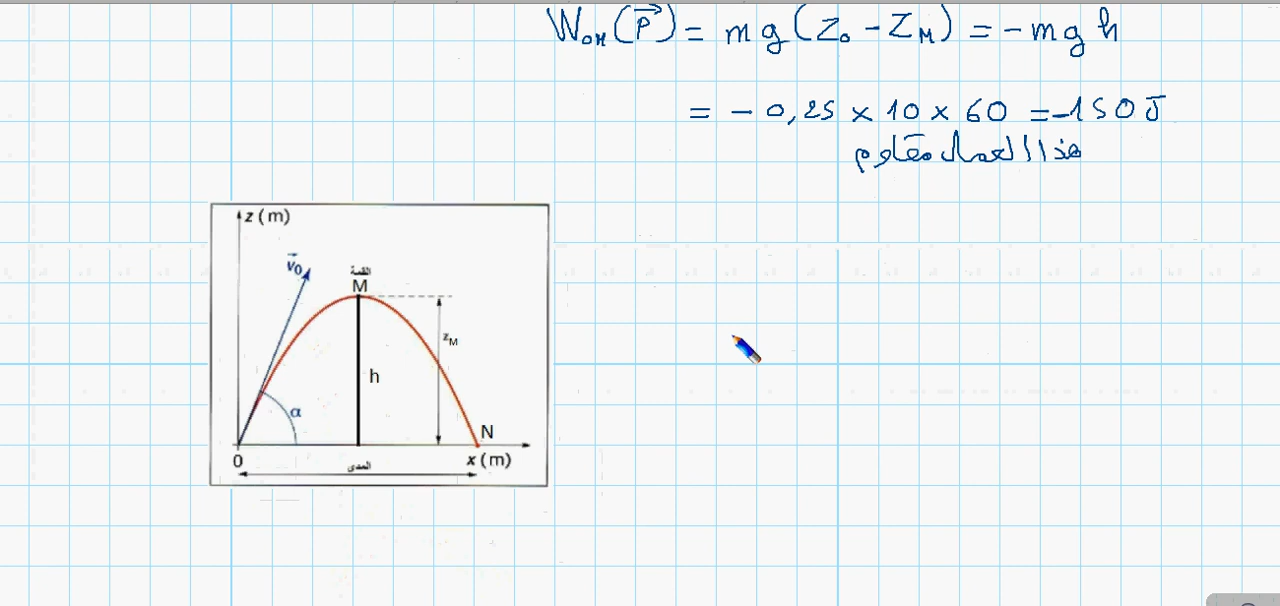 W_OM(P⃗) = mg(Z₀ - Z_M) = - mgh
= - 0,25 × 10 × 60 = -150 J
هذا العمل مقاوم
z (m)
v⃗₀
القمة
M
z_M
h
α
N
0
المدى
x (m)